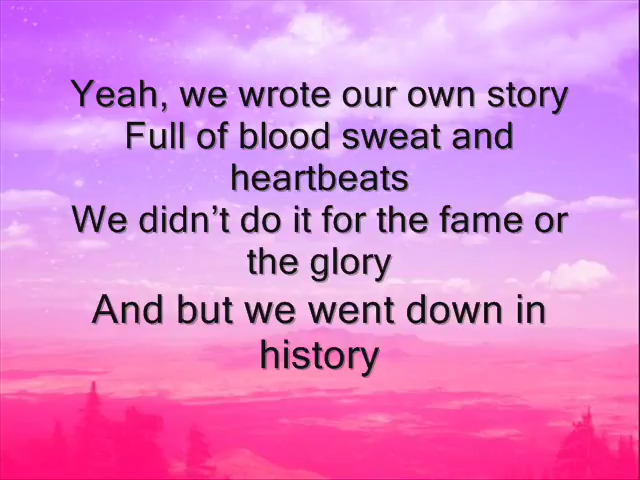 Yeah, we wrote our own story
Full of blood sweat and
heartbeats
We didn’t do it for the fame or
the glory
And but we went down in
history